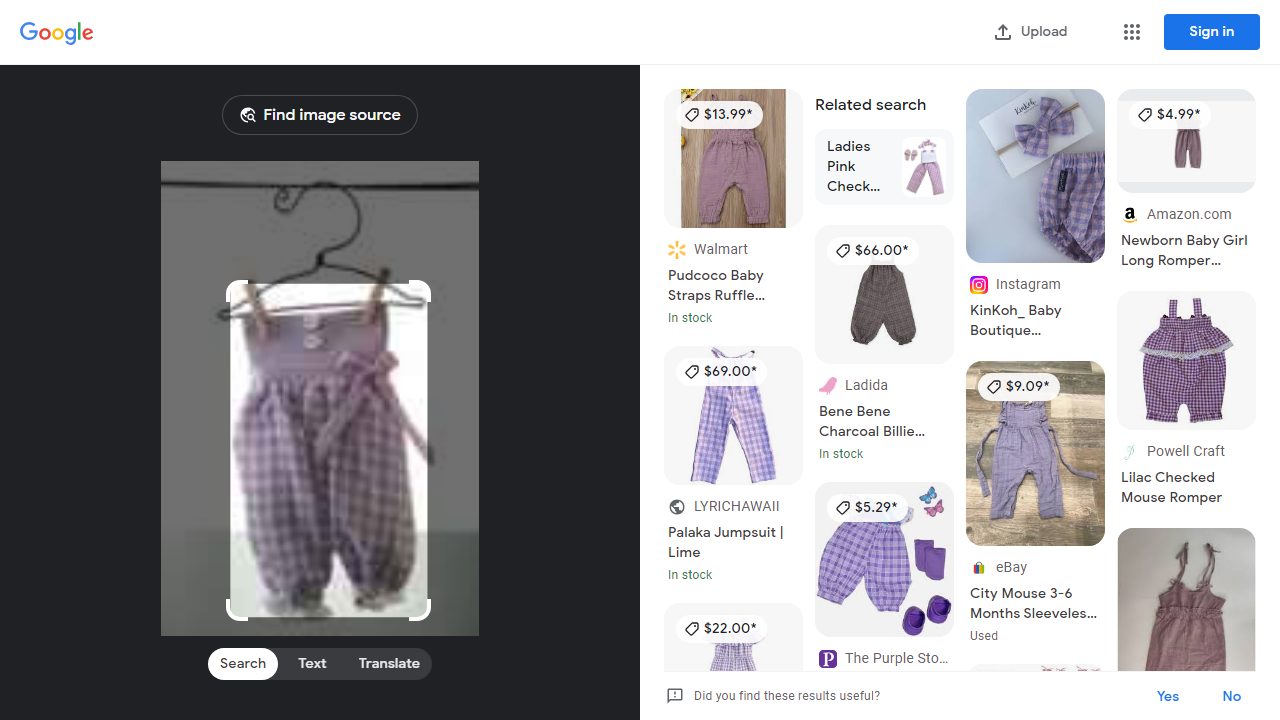 Google
Upload
Sign in
Find image source
Search
Text
Translate
$13.99*
Walmart
Pudcoco Baby
Straps Ruffle...
In stock
$69.00*
LYRICHAWAII
Palaka Jumpsuit |
Lime
In stock
$22.00*
Related search
Ladies
Pink
Check...
$66.00*
Ladida
Bene Bene
Charcoal Billie...
In stock
$5.29*
The Purple Sto...
KinKoh
Instagram
KinKoh_ Baby
Boutique...
$9.09*
eBay
City Mouse 3-6
Months Sleeveles...
Used
$4.99*
Amazon.com
Newborn Baby Girl
Long Romper...
Powell Craft
Lilac Checked
Mouse Romper
Did you find these results useful?
Yes
No